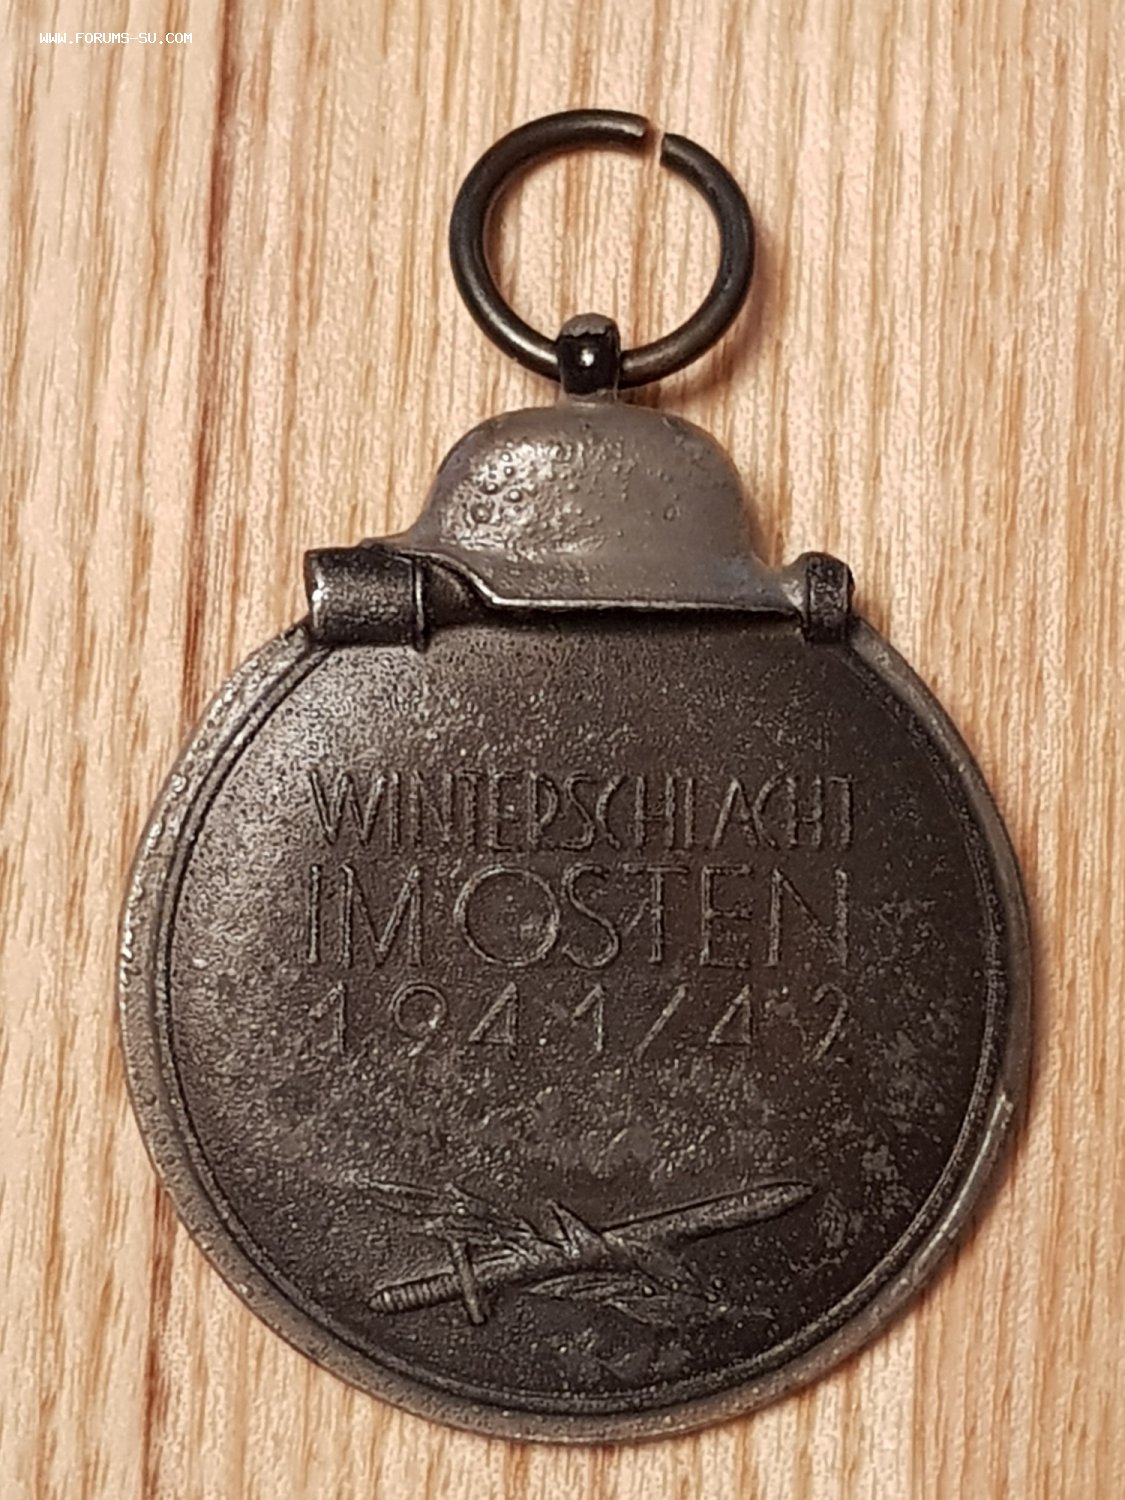 WWW.FORUMS-SU.COM
WINTERSCHLACHT
IM OSTEN
1941/42